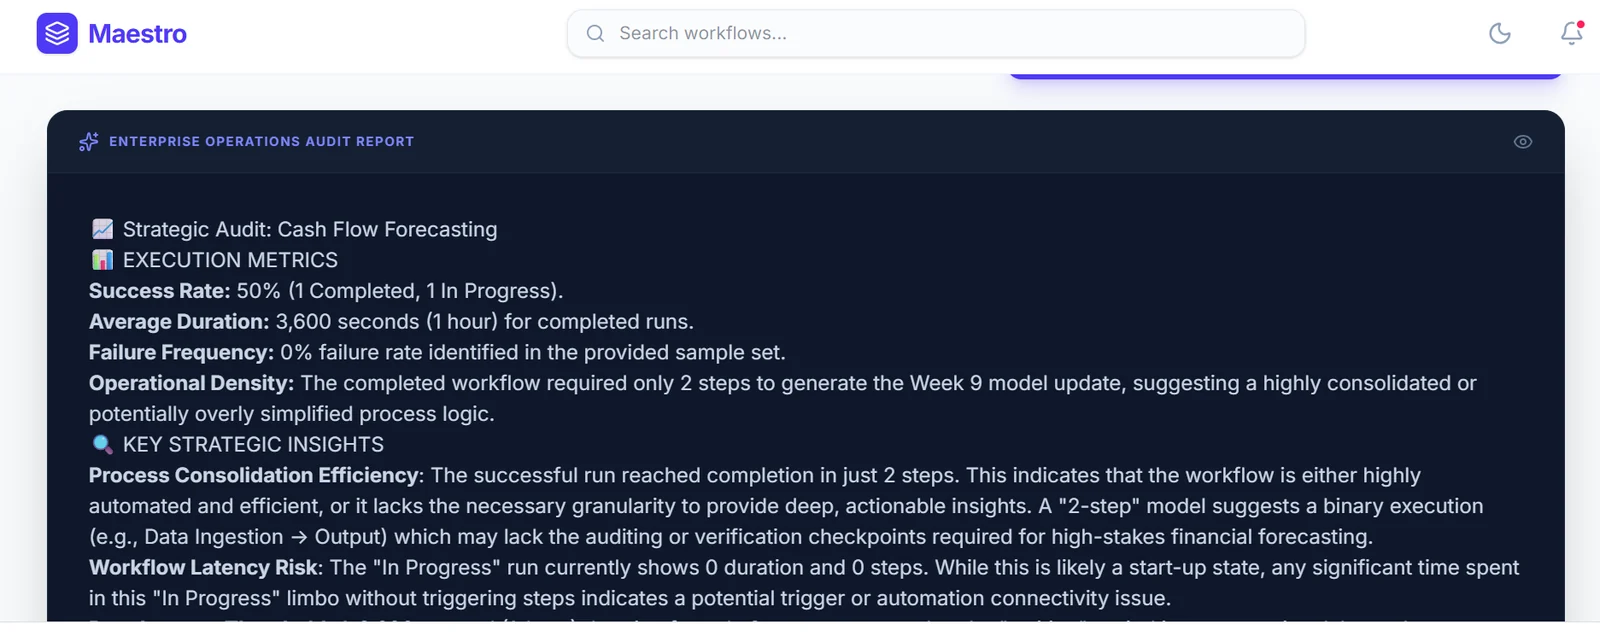 Maestro
Search workflows...
ENTERPRISE OPERATIONS AUDIT REPORT
📈 Strategic Audit: Cash Flow Forecasting
📊 EXECUTION METRICS
Success Rate: 50% (1 Completed, 1 In Progress).
Average Duration: 3,600 seconds (1 hour) for completed runs.
Failure Frequency: 0% failure rate identified in the provided sample set.
Operational Density: The completed workflow required only 2 steps to generate the Week 9 model update, suggesting a highly consolidated or
potentially overly simplified process logic.
🔍 KEY STRATEGIC INSIGHTS
Process Consolidation Efficiency: The successful run reached completion in just 2 steps. This indicates that the workflow is either highly
automated and efficient, or it lacks the necessary granularity to provide deep, actionable insights. A "2-step" model suggests a binary execution
(e.g., Data Ingestion → Output) which may lack the auditing or verification checkpoints required for high-stakes financial forecasting.
Workflow Latency Risk: The "In Progress" run currently shows 0 duration and 0 steps. While this is likely a start-up state, any significant time spent
in this "In Progress" limbo without triggering steps indicates a potential trigger or automation connectivity issue.